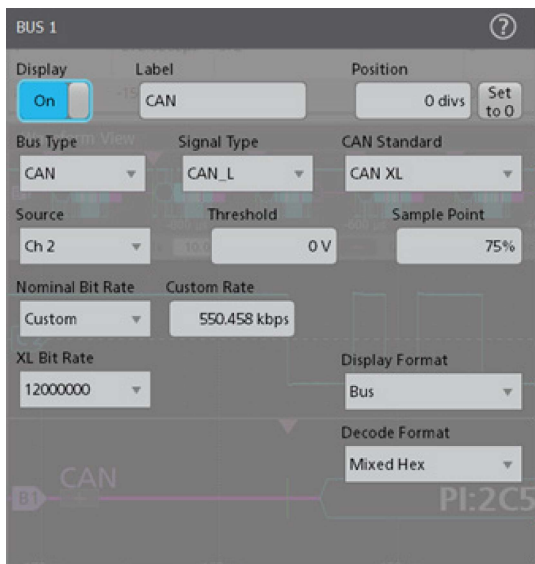 BUS 1
?
Display Label Position
On CAN 0 divs Set to 0
Bus Type Signal Type CAN Standard
CAN CAN_L CAN XL
Source Threshold Sample Point
Ch 2 0 V 75%
Nominal Bit Rate Custom Rate
Custom 550.458 kbps
XL Bit Rate Display Format
12000000 Bus
Decode Format
Mixed Hex
CAN
B1 PI:2C5